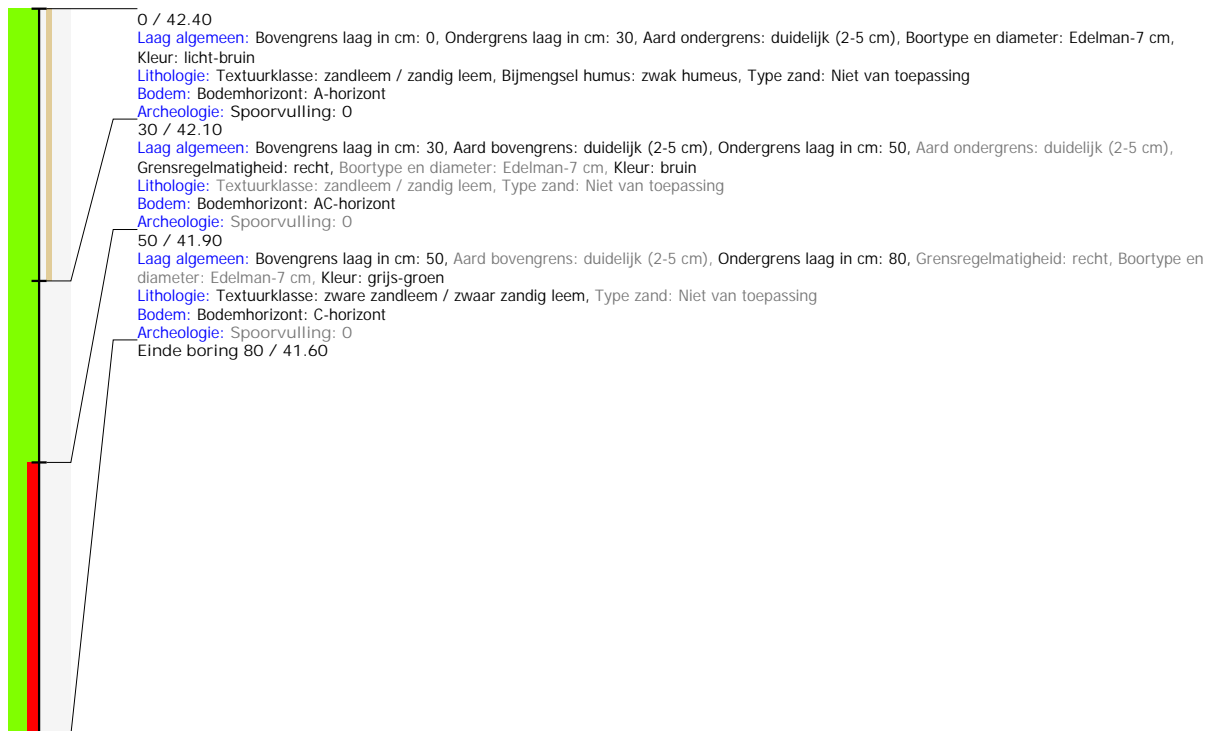 0 / 42.40
Laag algemeen: Bovengrens laag in cm: 0, Ondergrens laag in cm: 30, Aard ondergrens: duidelijk (2-5 cm), Boortype en diameter: Edelman-7 cm,
Kleur: licht-bruin
Lithologie: Textuurklasse: zandleem / zandig leem, Bijmengsel humus: zwak humeus, Type zand: Niet van toepassing
Bodem: Bodemhorizont: A-horizont
Archeologie: Spoorvulling: 0
30 / 42.10
Laag algemeen: Bovengrens laag in cm: 30, Aard bovengrens: duidelijk (2-5 cm), Ondergrens laag in cm: 50, Aard ondergrens: duidelijk (2-5 cm),
Grensregelmatigheid: recht, Boortype en diameter: Edelman-7 cm, Kleur: bruin
Lithologie: Textuurklasse: zandleem / zandig leem, Type zand: Niet van toepassing
Bodem: Bodemhorizont: AC-horizont
Archeologie: Spoorvulling: 0
50 / 41.90
Laag algemeen: Bovengrens laag in cm: 50, Aard bovengrens: duidelijk (2-5 cm), Ondergrens laag in cm: 80, Grensregelmatigheid: recht, Boortype en
diameter: Edelman-7 cm, Kleur: grijs-groen
Lithologie: Textuurklasse: zware zandleem / zwaar zandig leem, Type zand: Niet van toepassing
Bodem: Bodemhorizont: C-horizont
Archeologie: Spoorvulling: 0
Einde boring 80 / 41.60